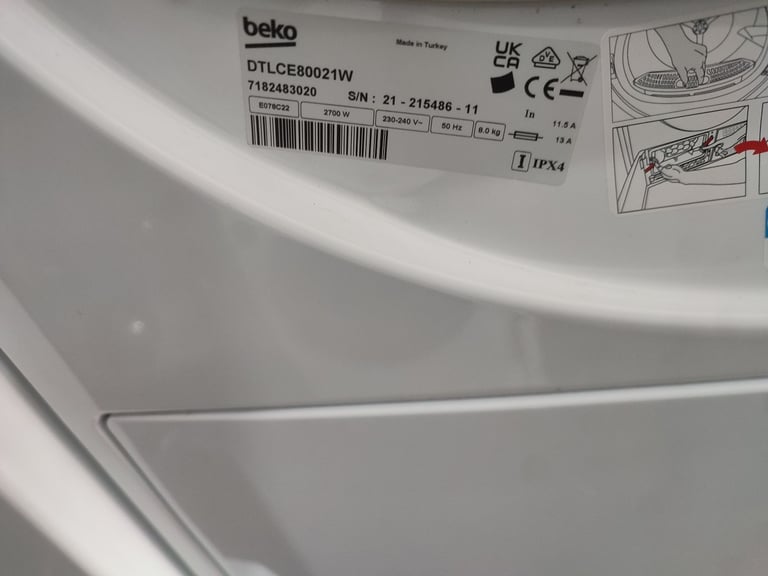 beko
Made in Turkey
UK
CA
DVE
CE
DTLCE80021W
7182483020
S/N : 21 - 215486 - 11
E078C22
2700 W
230-240 V~
50 Hz
8.0 kg
In
11.5 A
13 A
I IPX4